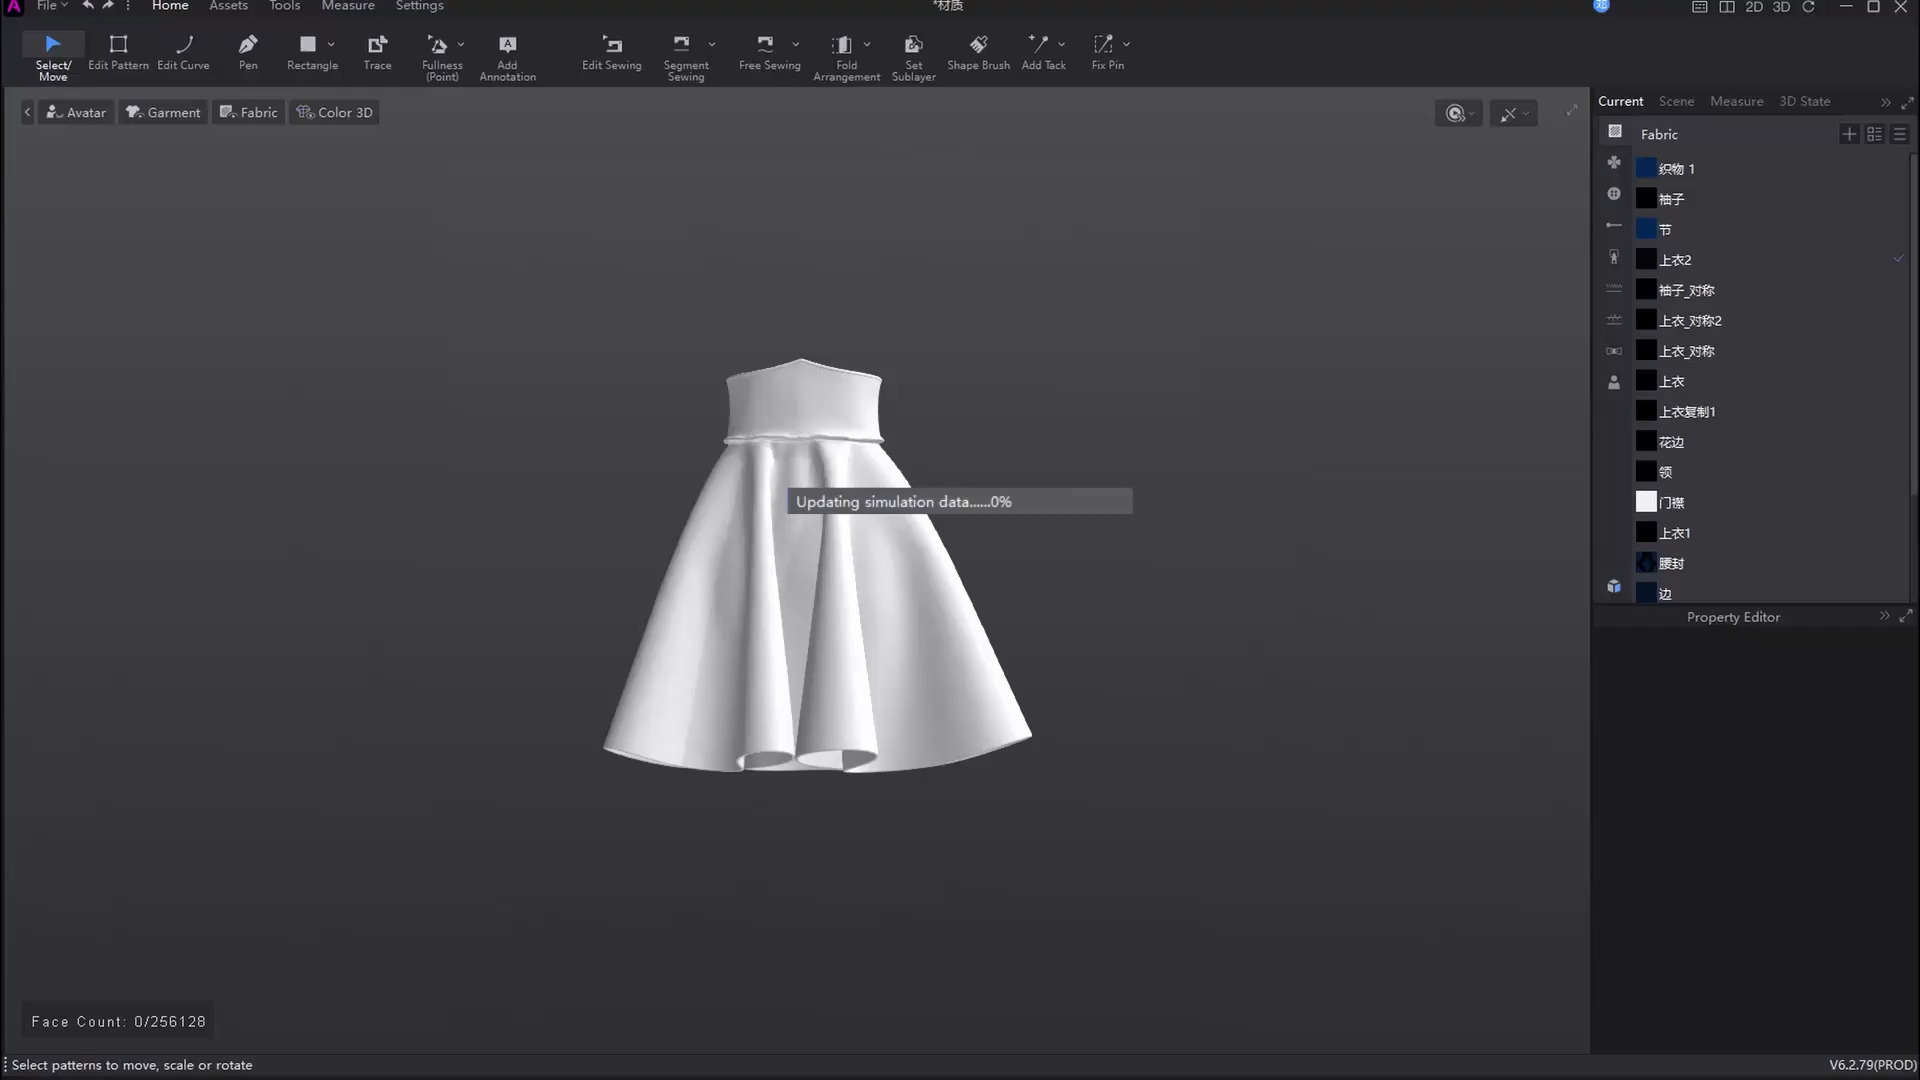 File
Home
Assets
Tools
Measure
Settings
*材质
2D
3D
Select/
Move
Edit Pattern
Edit Curve
Pen
Rectangle
Trace
Fullness
(Point)
Add
Annotation
Edit Sewing
Segment
Sewing
Free Sewing
Fold
Arrangement
Set
Sublayer
Shape Brush
Add Tack
Fix Pin
Avatar
Garment
Fabric
Color 3D
Current
Scene
Measure
3D State
Fabric
织物 1
袖子
节
上衣2
袖子_对称
上衣_对称2
上衣_对称
上衣
上衣复制1
花边
领
门襟
上衣1
腰封
边
Updating simulation data......0%
Property Editor
Face Count: 0/256128
Select patterns to move, scale or rotate
V6.2.79(PROD)